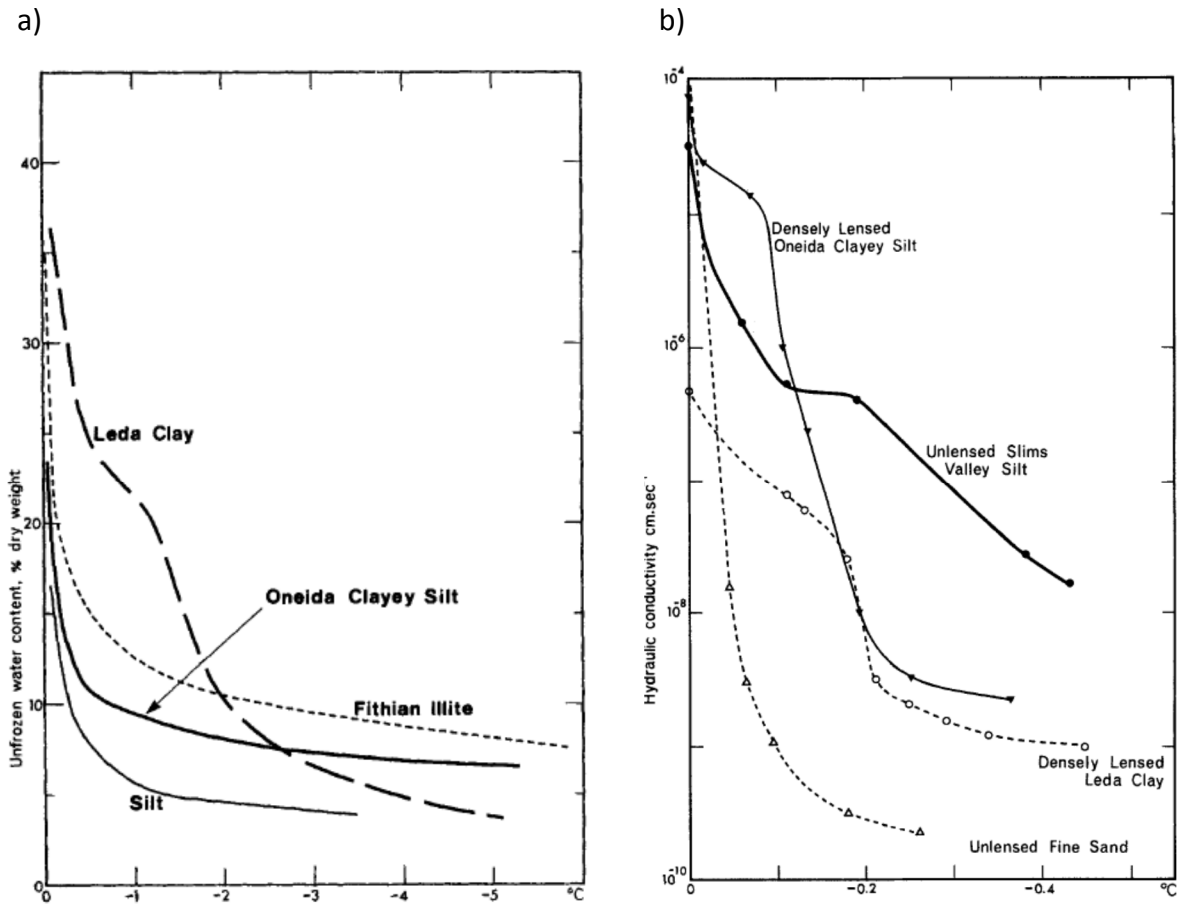 a)
40
30
20
10
0
Unfrozen water content, % dry weight
Leda Clay
Oneida Clayey Silt
Fithian Illite
Silt
-1
-2
-3
-4
-5
°C
b)
10-4
10-6
10-8
10-10
Hydraulic conductivity cm.sec-1
Densely Lensed
Oneida Clayey Silt
Unlensed Slims
Valley Silt
Densely Lensed
Leda Clay
Unlensed Fine Sand
0
-0.2
-0.4
°C